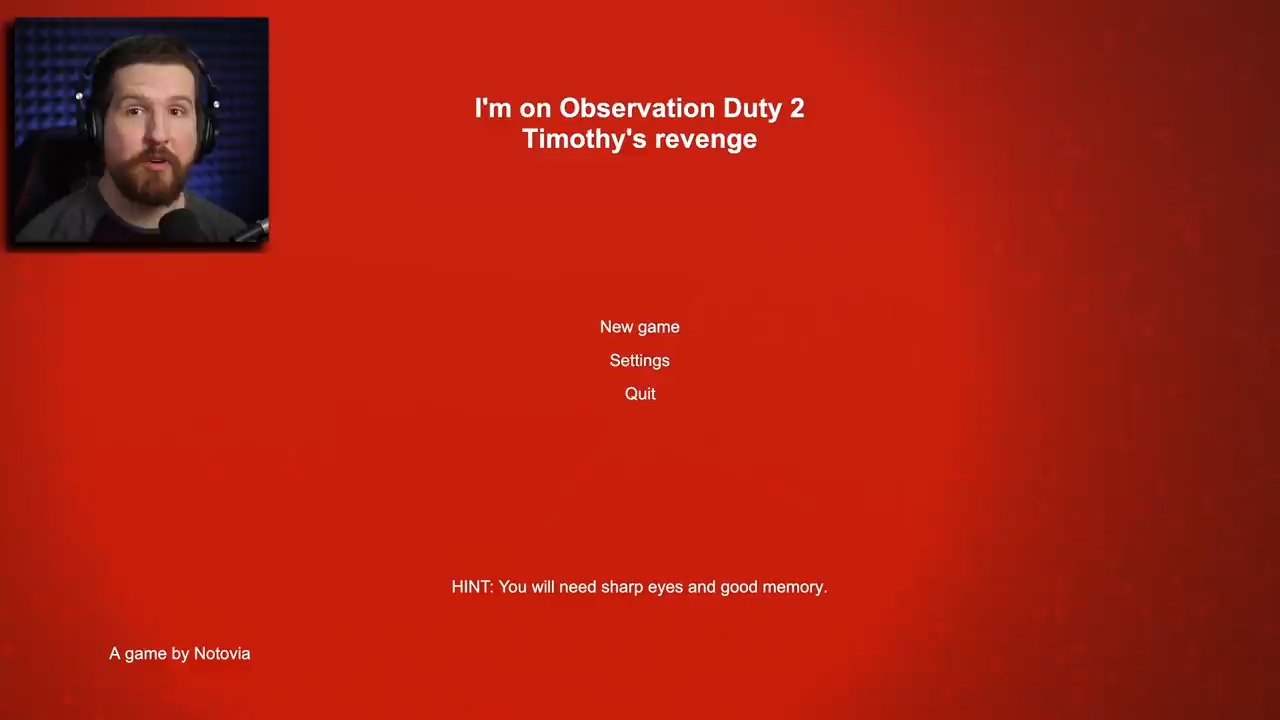 I'm on Observation Duty 2
Timothy's revenge
New game
Settings
Quit
HINT: You will need sharp eyes and good memory.
A game by Notovia